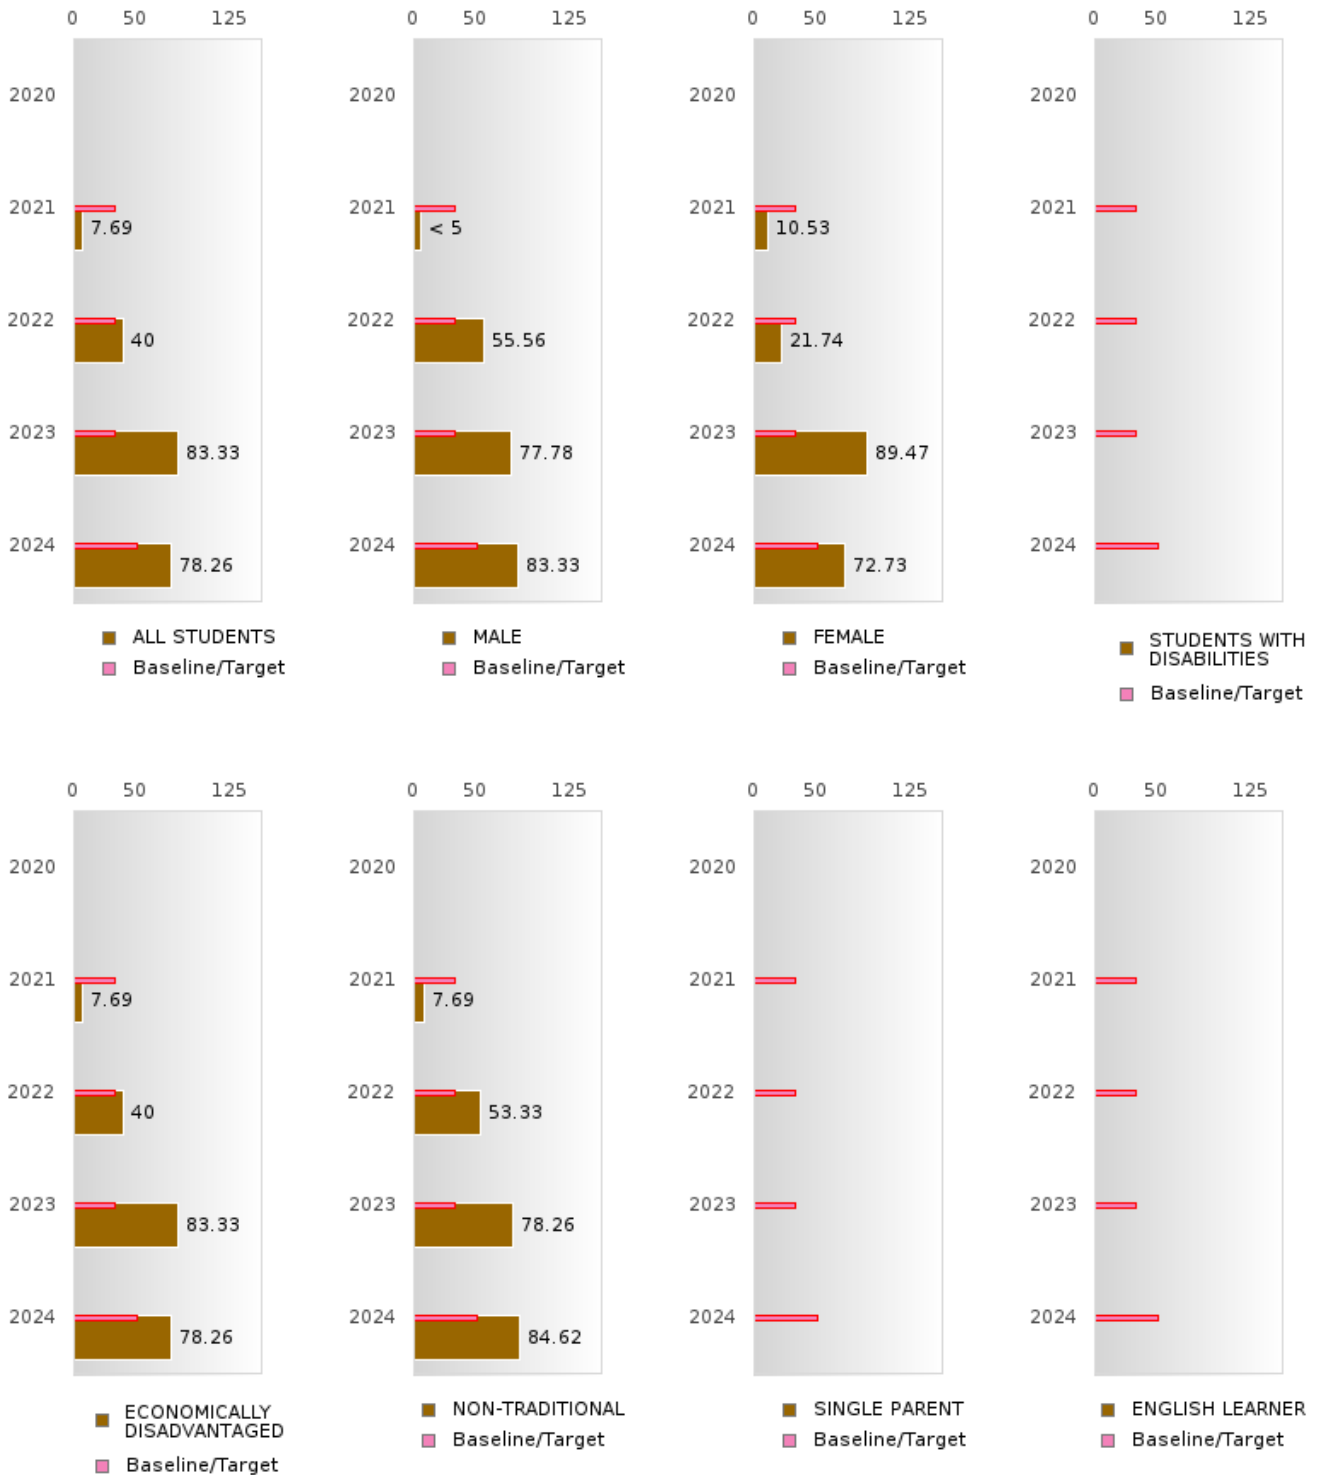 0 50 125
0 50 125
0 50 125
0 50 125
2020
2020
2020
2020
2021
7.69
2021
< 5
2021
10.53
2021
2022
40
2022
55.56
2022
21.74
2022
2023
83.33
2023
77.78
2023
89.47
2023
2024
78.26
2024
83.33
2024
72.73
2024
ALL STUDENTS
Baseline/Target
MALE
Baseline/Target
FEMALE
Baseline/Target
STUDENTS WITH
DISABILITIES
Baseline/Target
0 50 125
0 50 125
0 50 125
0 50 125
2020
2020
2020
2020
2021
7.69
2021
7.69
2021
2021
2022
40
2022
53.33
2022
2022
2023
83.33
2023
78.26
2023
2023
2024
78.26
2024
84.62
2024
2024
ECONOMICALLY
DISADVANTAGED
Baseline/Target
NON-TRADITIONAL
Baseline/Target
SINGLE PARENT
Baseline/Target
ENGLISH LEARNER
Baseline/Target